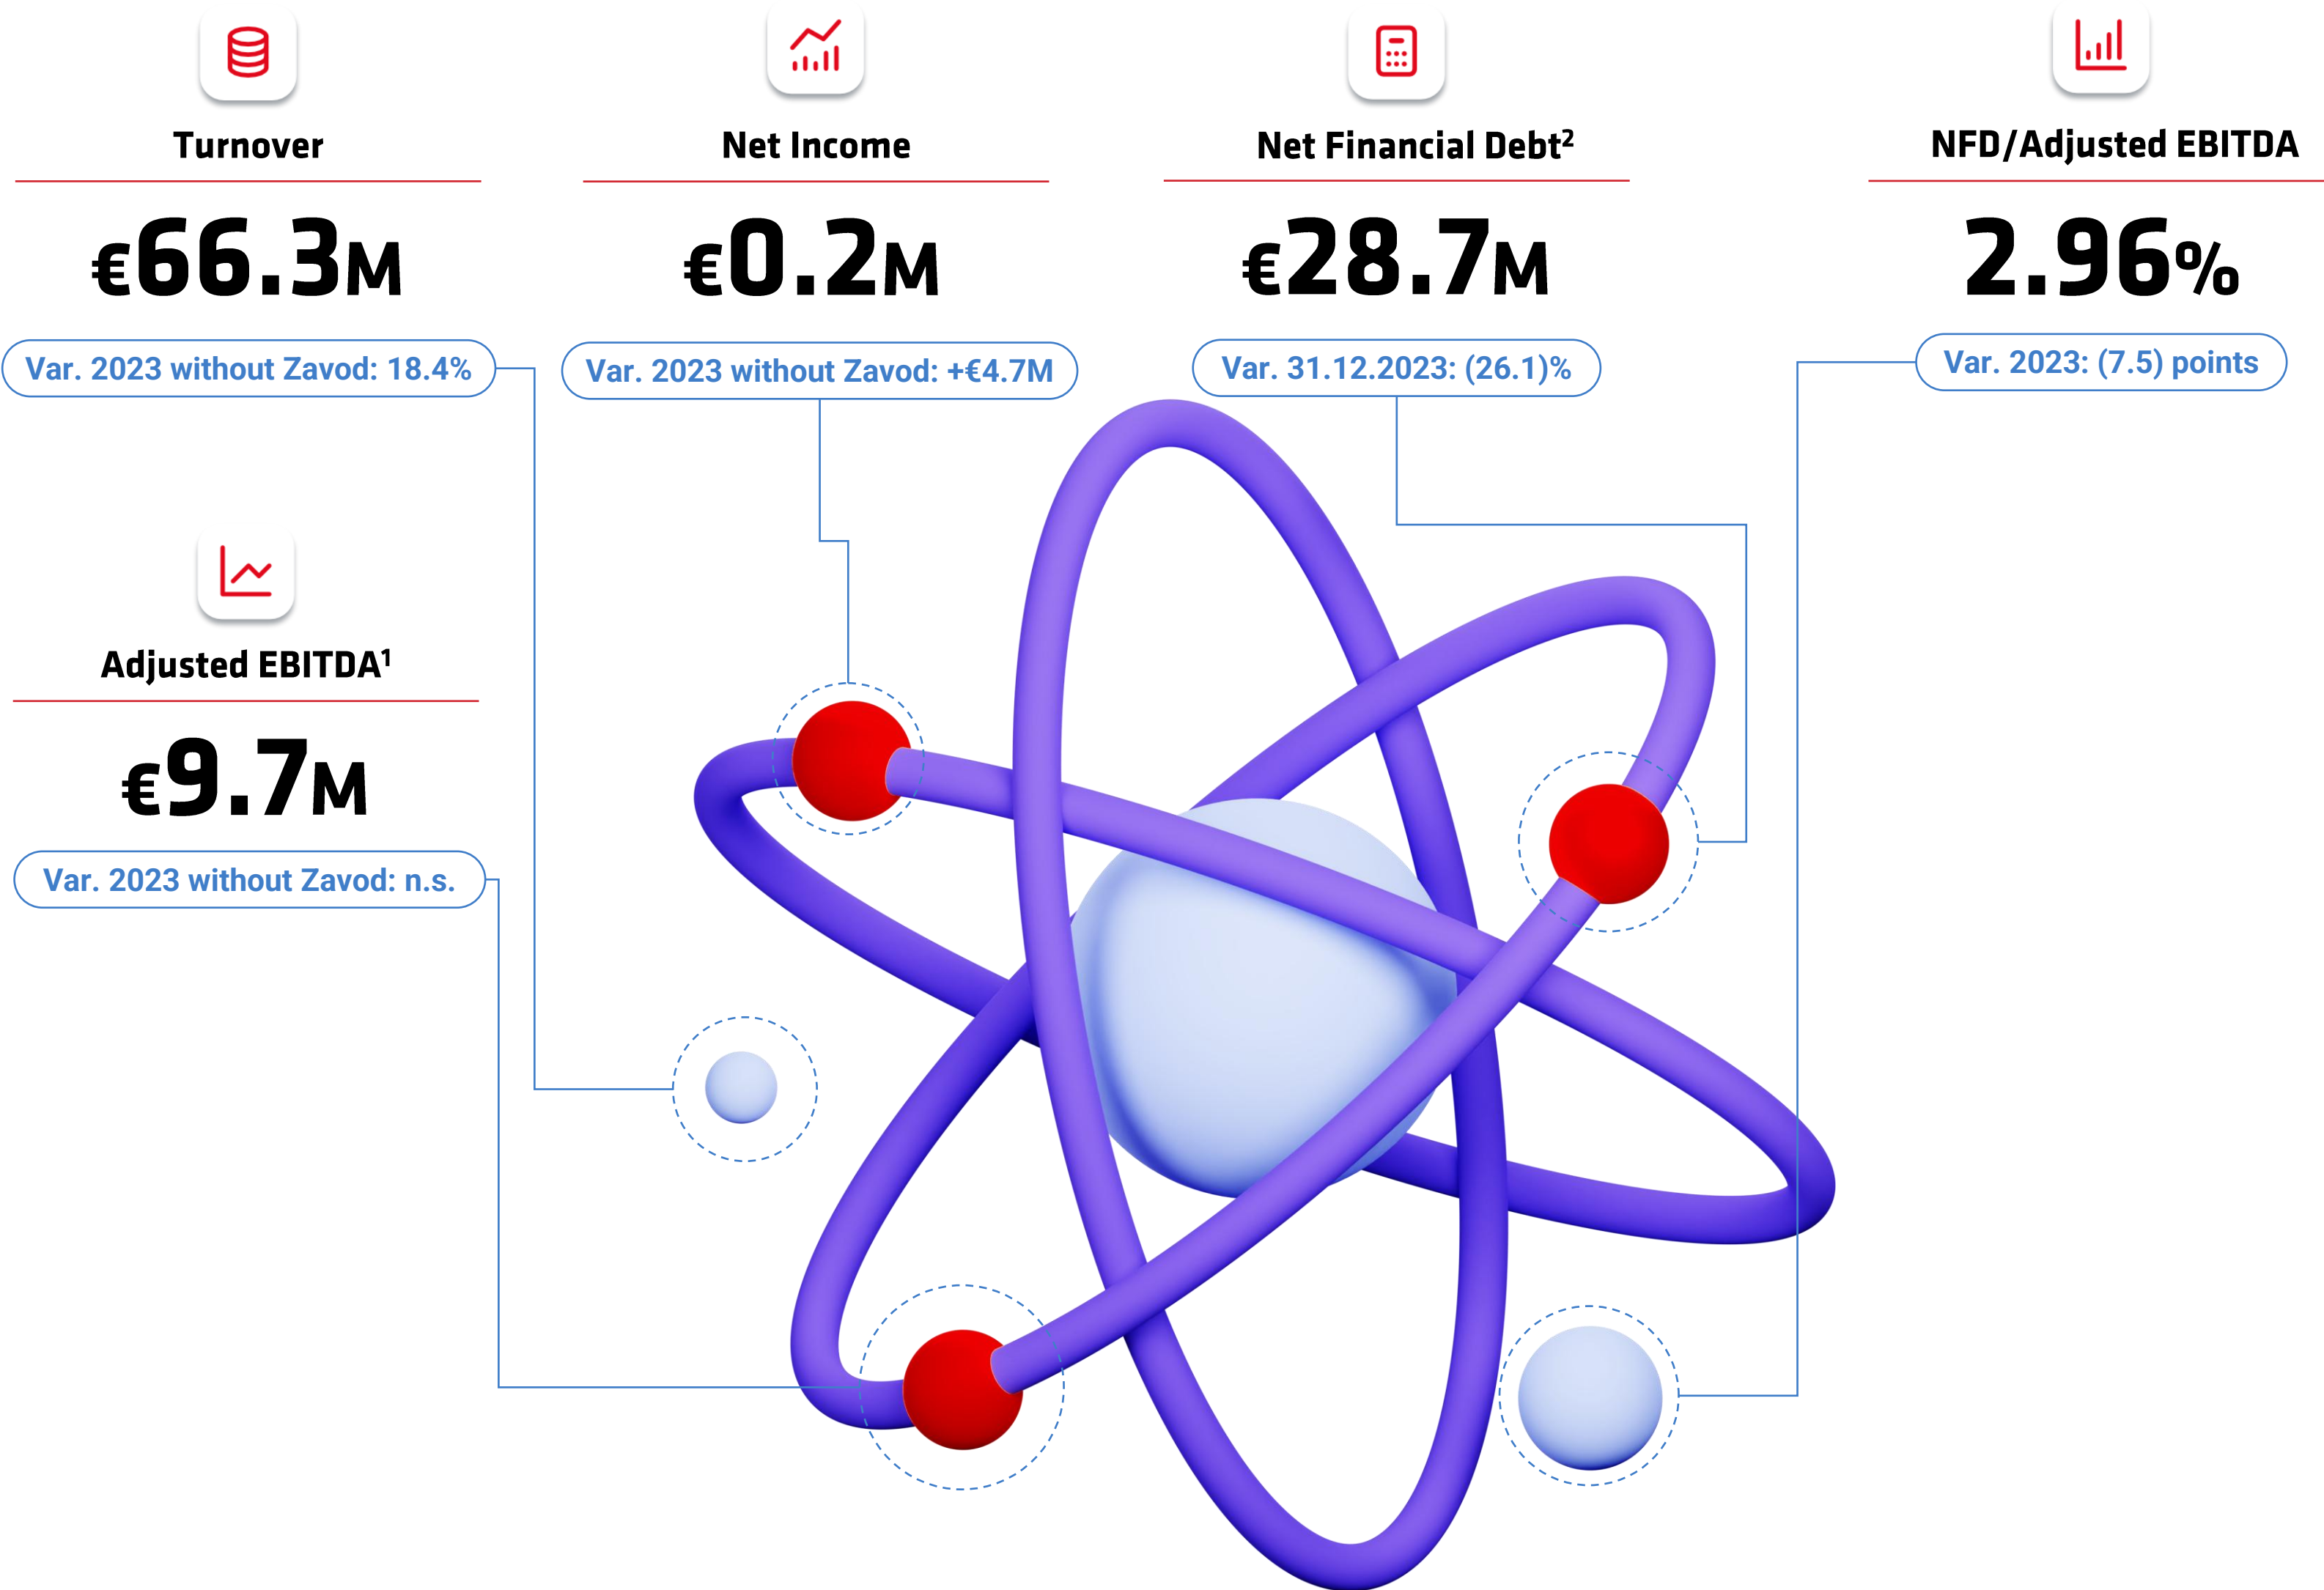 Turnover
€66.3M
Var. 2023 without Zavod: 18.4%
Net Income
€0.2M
Var. 2023 without Zavod: +€4.7M
Net Financial Debt²
€28.7M
Var. 31.12.2023: (26.1)%
NFD/Adjusted EBITDA
2.96%
Var. 2023: (7.5) points
Adjusted EBITDA¹
€9.7M
Var. 2023 without Zavod: n.s.